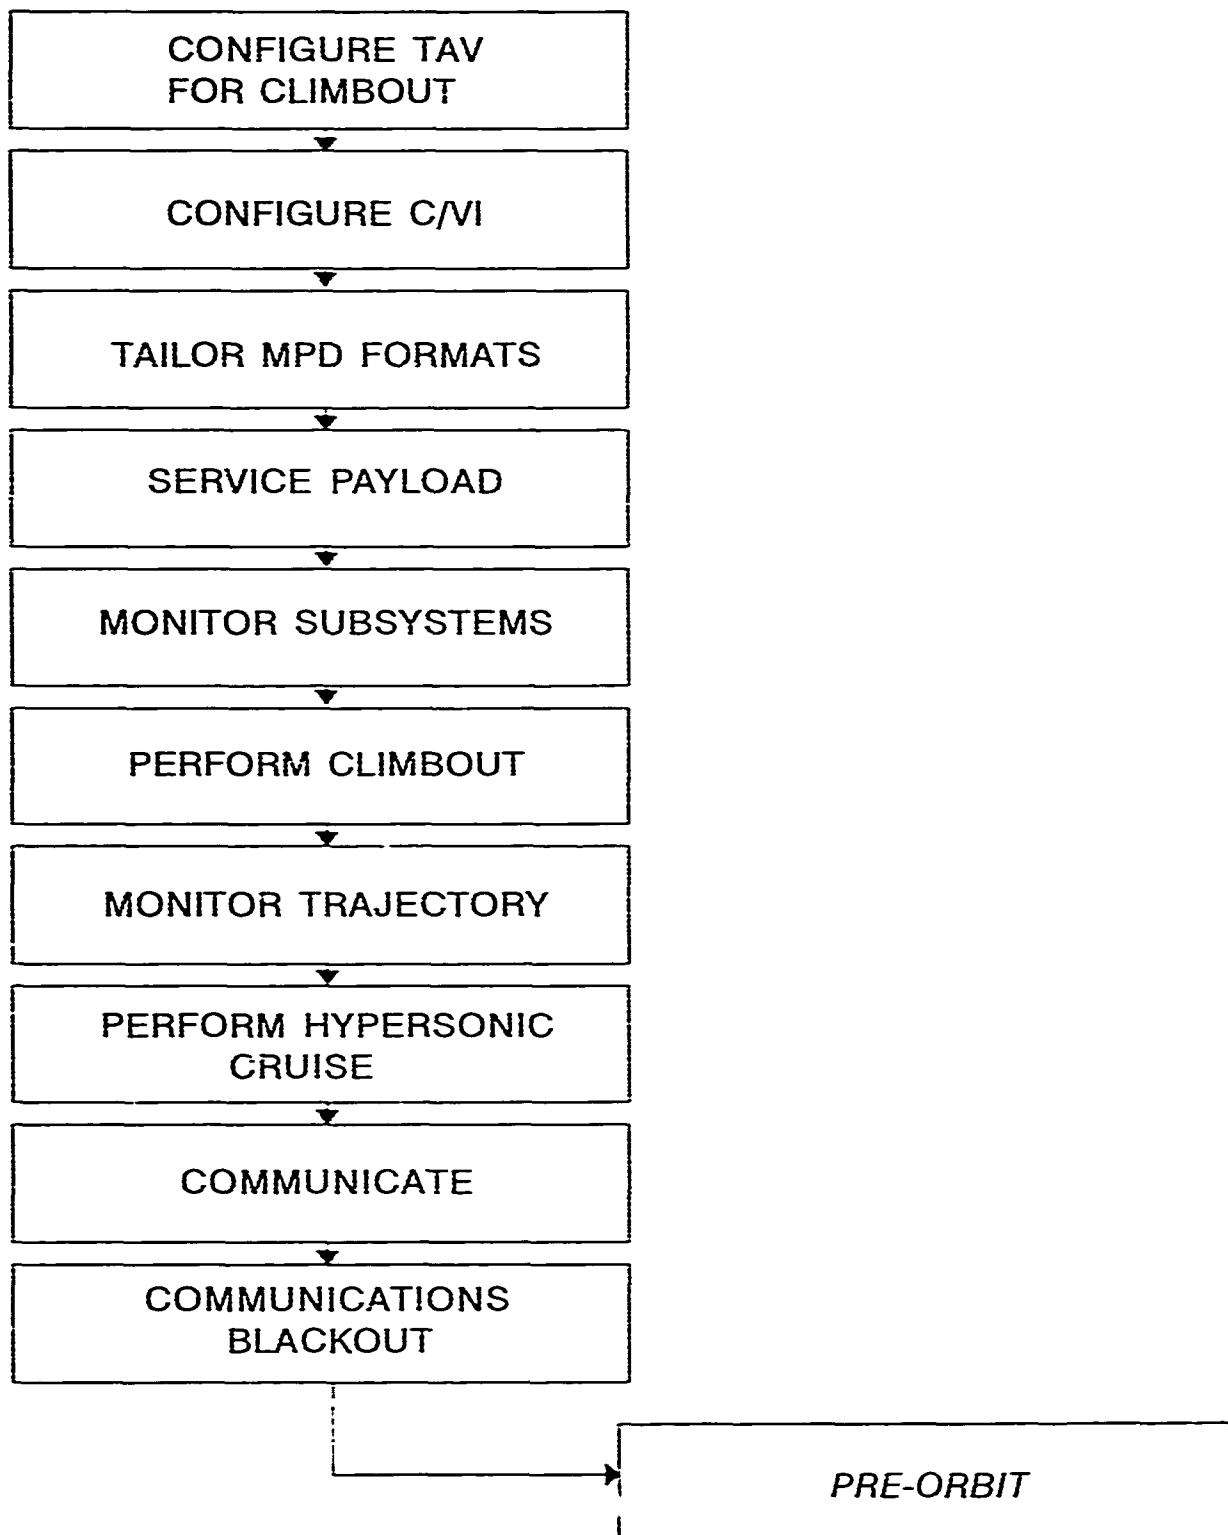 CONFIGURE TAV
FOR CLIMBOUT
CONFIGURE C/VI
TAILOR MPD FORMATS
SERVICE PAYLOAD
MONITOR SUBSYSTEMS
PERFORM CLIMBOUT
MONITOR TRAJECTORY
PERFORM HYPERSONIC
CRUISE
COMMUNICATE
COMMUNICATIONS
BLACKOUT
PRE-ORBIT